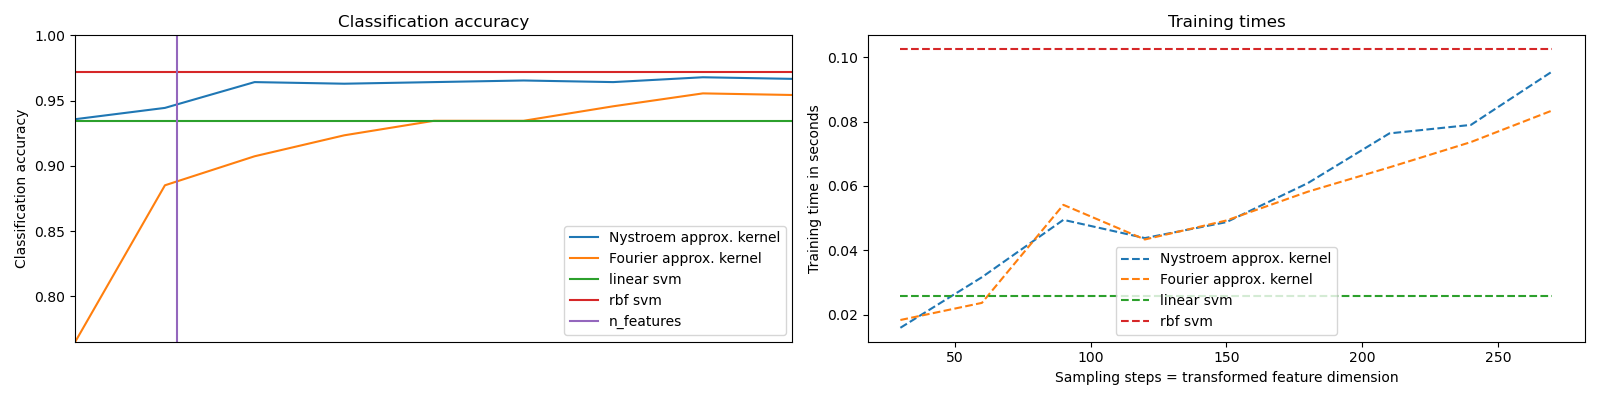 Classification accuracy
Classification accuracy
1.00
0.95
0.90
0.85
0.80
Nystroem approx. kernel
Fourier approx. kernel
linear svm
rbf svm
n_features
Training times
Training time in seconds
0.10
0.08
0.06
0.04
0.02
Nystroem approx. kernel
Fourier approx. kernel
linear svm
rbf svm
50 100 150 200 250
Sampling steps = transformed feature dimension